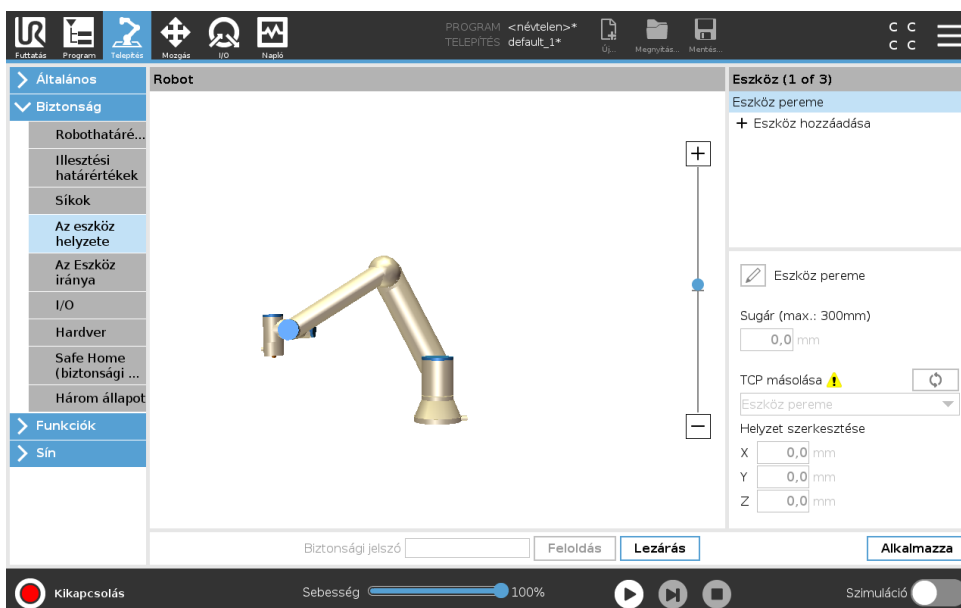 UR
PROGRAM <névtelen>*
TELEPÍTÉS default_1*
Futtatás Program Telepítés Mozgás I/O Napló
Új... Megnyitás... Mentés...
C C
C C
Általános
Biztonság
Robothatáré...
Illesztési
határértékek
Síkok
Az eszköz
helyzete
Az Eszköz
iránya
I/O
Hardver
Safe Home
(biztonsági ...
Három állapot
Funkciók
Sín
Robot
Eszköz (1 of 3)
Eszköz pereme
+ Eszköz hozzáadása
Eszköz pereme
Sugár (max.: 300mm)
0,0 mm
TCP másolása
Eszköz pereme
Helyzet szerkesztése
X 0,0 mm
Y 0,0 mm
Z 0,0 mm
Biztonsági jelszó Feloldás Lezárás Alkalmazza
Kikapcsolás Sebesség 100% Szimuláció